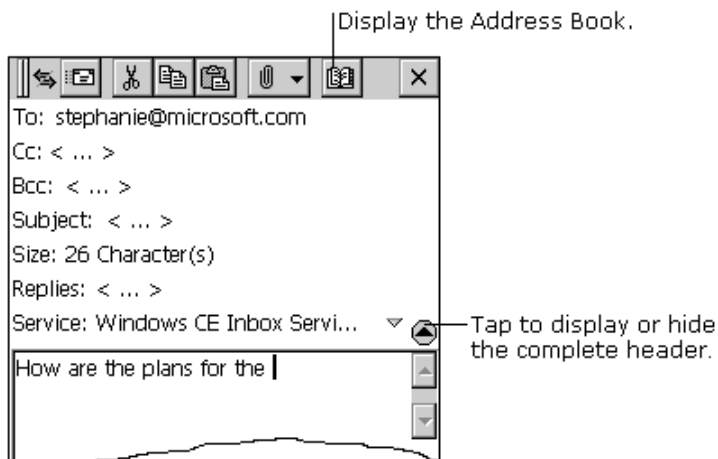 Display the Address Book.
To: stephanie@microsoft.com
Cc: < ... >
Bcc: < ... >
Subject: < ... >
Size: 26 Character(s)
Replies: < ... >
Service: Windows CE Inbox Servi...
Tap to display or hide
the complete header.
How are the plans for the